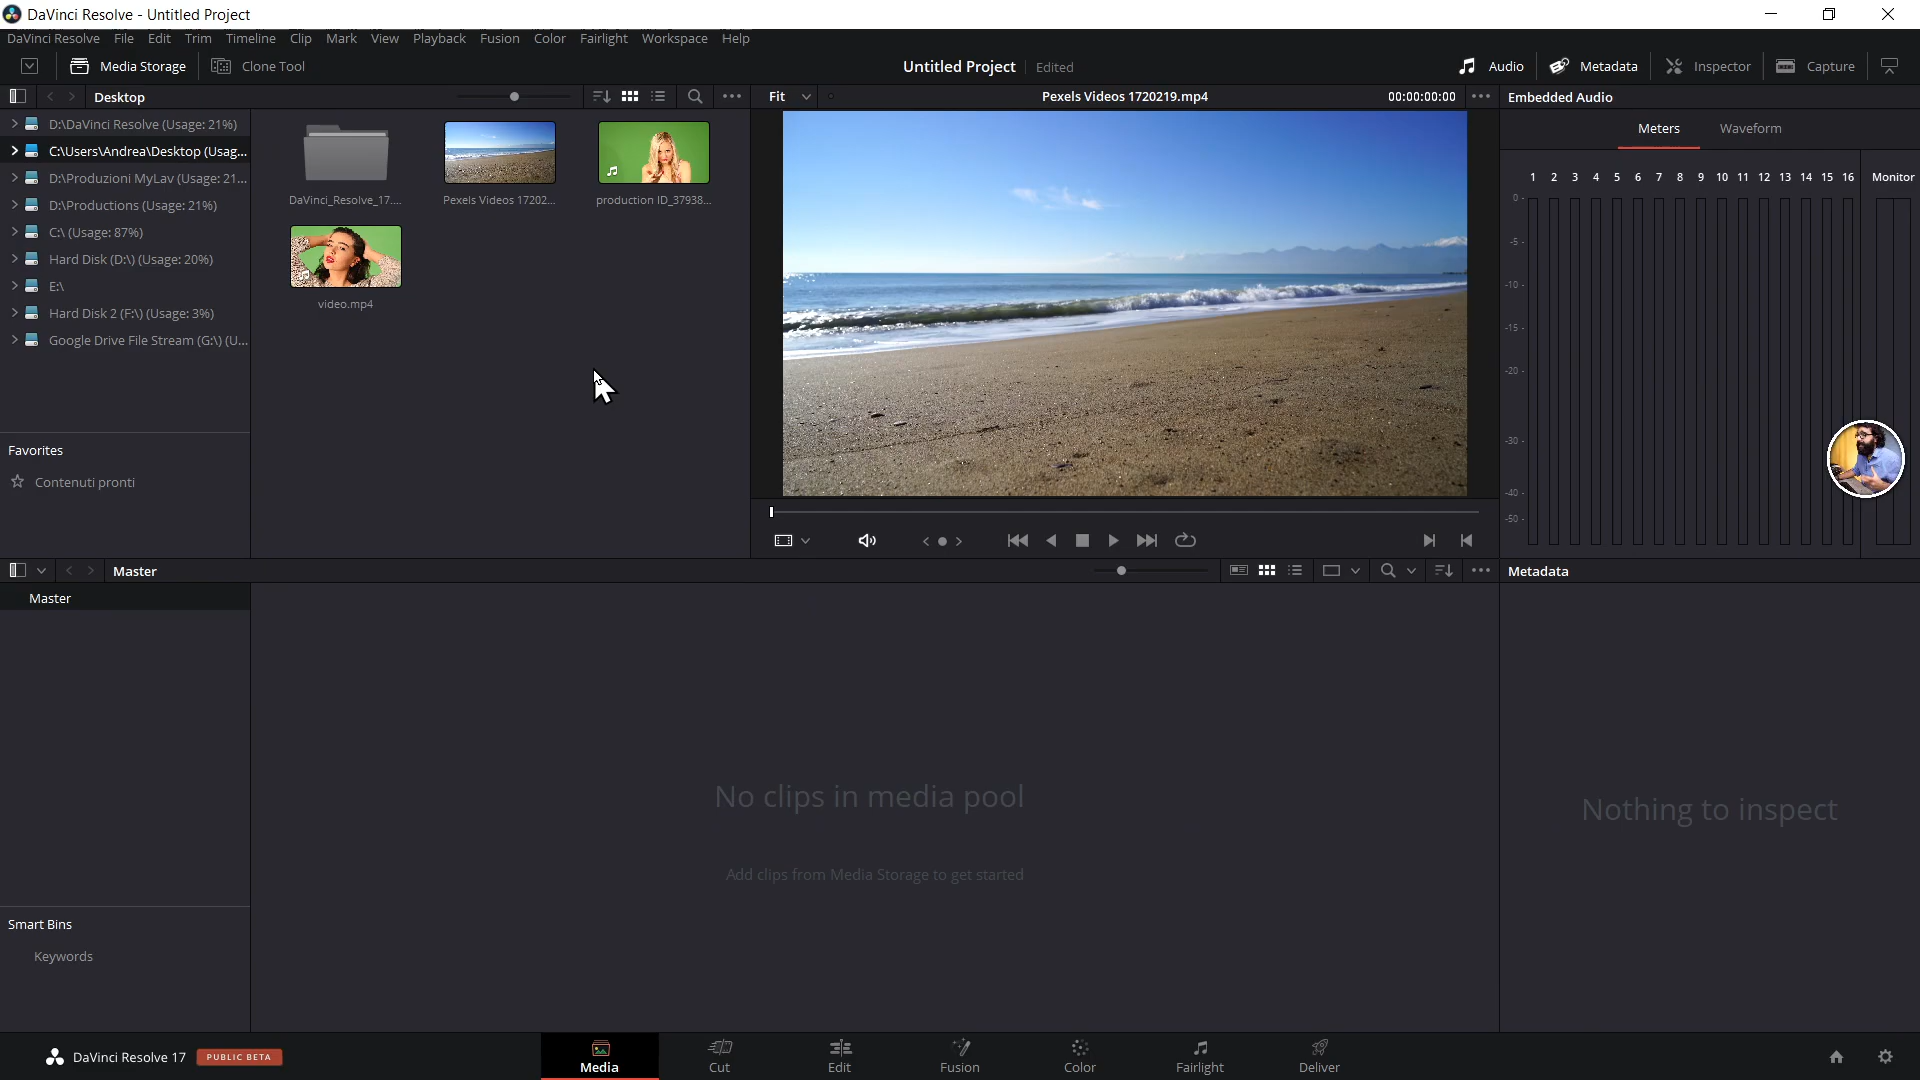 DaVinci Resolve - Untitled Project
DaVinci Resolve File Edit Trim Timeline Clip Mark View Playback Fusion Color Fairlight Workspace Help
Media Storage Clone Tool Untitled Project Edited Audio Metadata Inspector Capture
Desktop Fit Pexels Videos 1720219.mp4 00:00:00:00 Embedded Audio
D:\DaVinci Resolve (Usage: 21%)
C:\Users\Andrea\Desktop (Usag...
D:\Produzioni MyLav (Usage: 21...
D:\Productions (Usage: 21%)
C:\ (Usage: 87%)
Hard Disk (D:\) (Usage: 20%)
E:\
Hard Disk 2 (F:\) (Usage: 3%)
Google Drive File Stream (G:\) (U...
Favorites
Contenuti pronti
DaVinci_Resolve_17....
Pexels Videos 17202...
production ID_37938...
video.mp4
Meters Waveform
1 2 3 4 5 6 7 8 9 10 11 12 13 14 15 16 Monitor
0 -
-5 -
-10 -
-15 -
-20 -
-30 -
-40 -
-50 -
Master Metadata
Master
No clips in media pool
Add clips from Media Storage to get started
Nothing to inspect
Smart Bins
Keywords
DaVinci Resolve 17 PUBLIC BETA
Media Cut Edit Fusion Color Fairlight Deliver